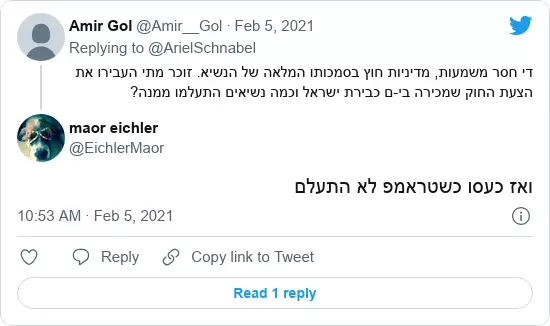 Amir Gol @Amir__Gol · Feb 5, 2021
Replying to @ArielSchnabel
די חסר משמעות, מדיניות חוץ בסמכותו המלאה של הנשיא. זוכר מתי העבירו את
הצעת החוק שמכירה בי-ם כבירת ישראל וכמה נשיאים התעלמו ממנה?
maor eichler
@EichlerMaor
ואז כעסו כשטראמפ לא התעלם
10:53 AM · Feb 5, 2021
Reply
Copy link to Tweet
Read 1 reply